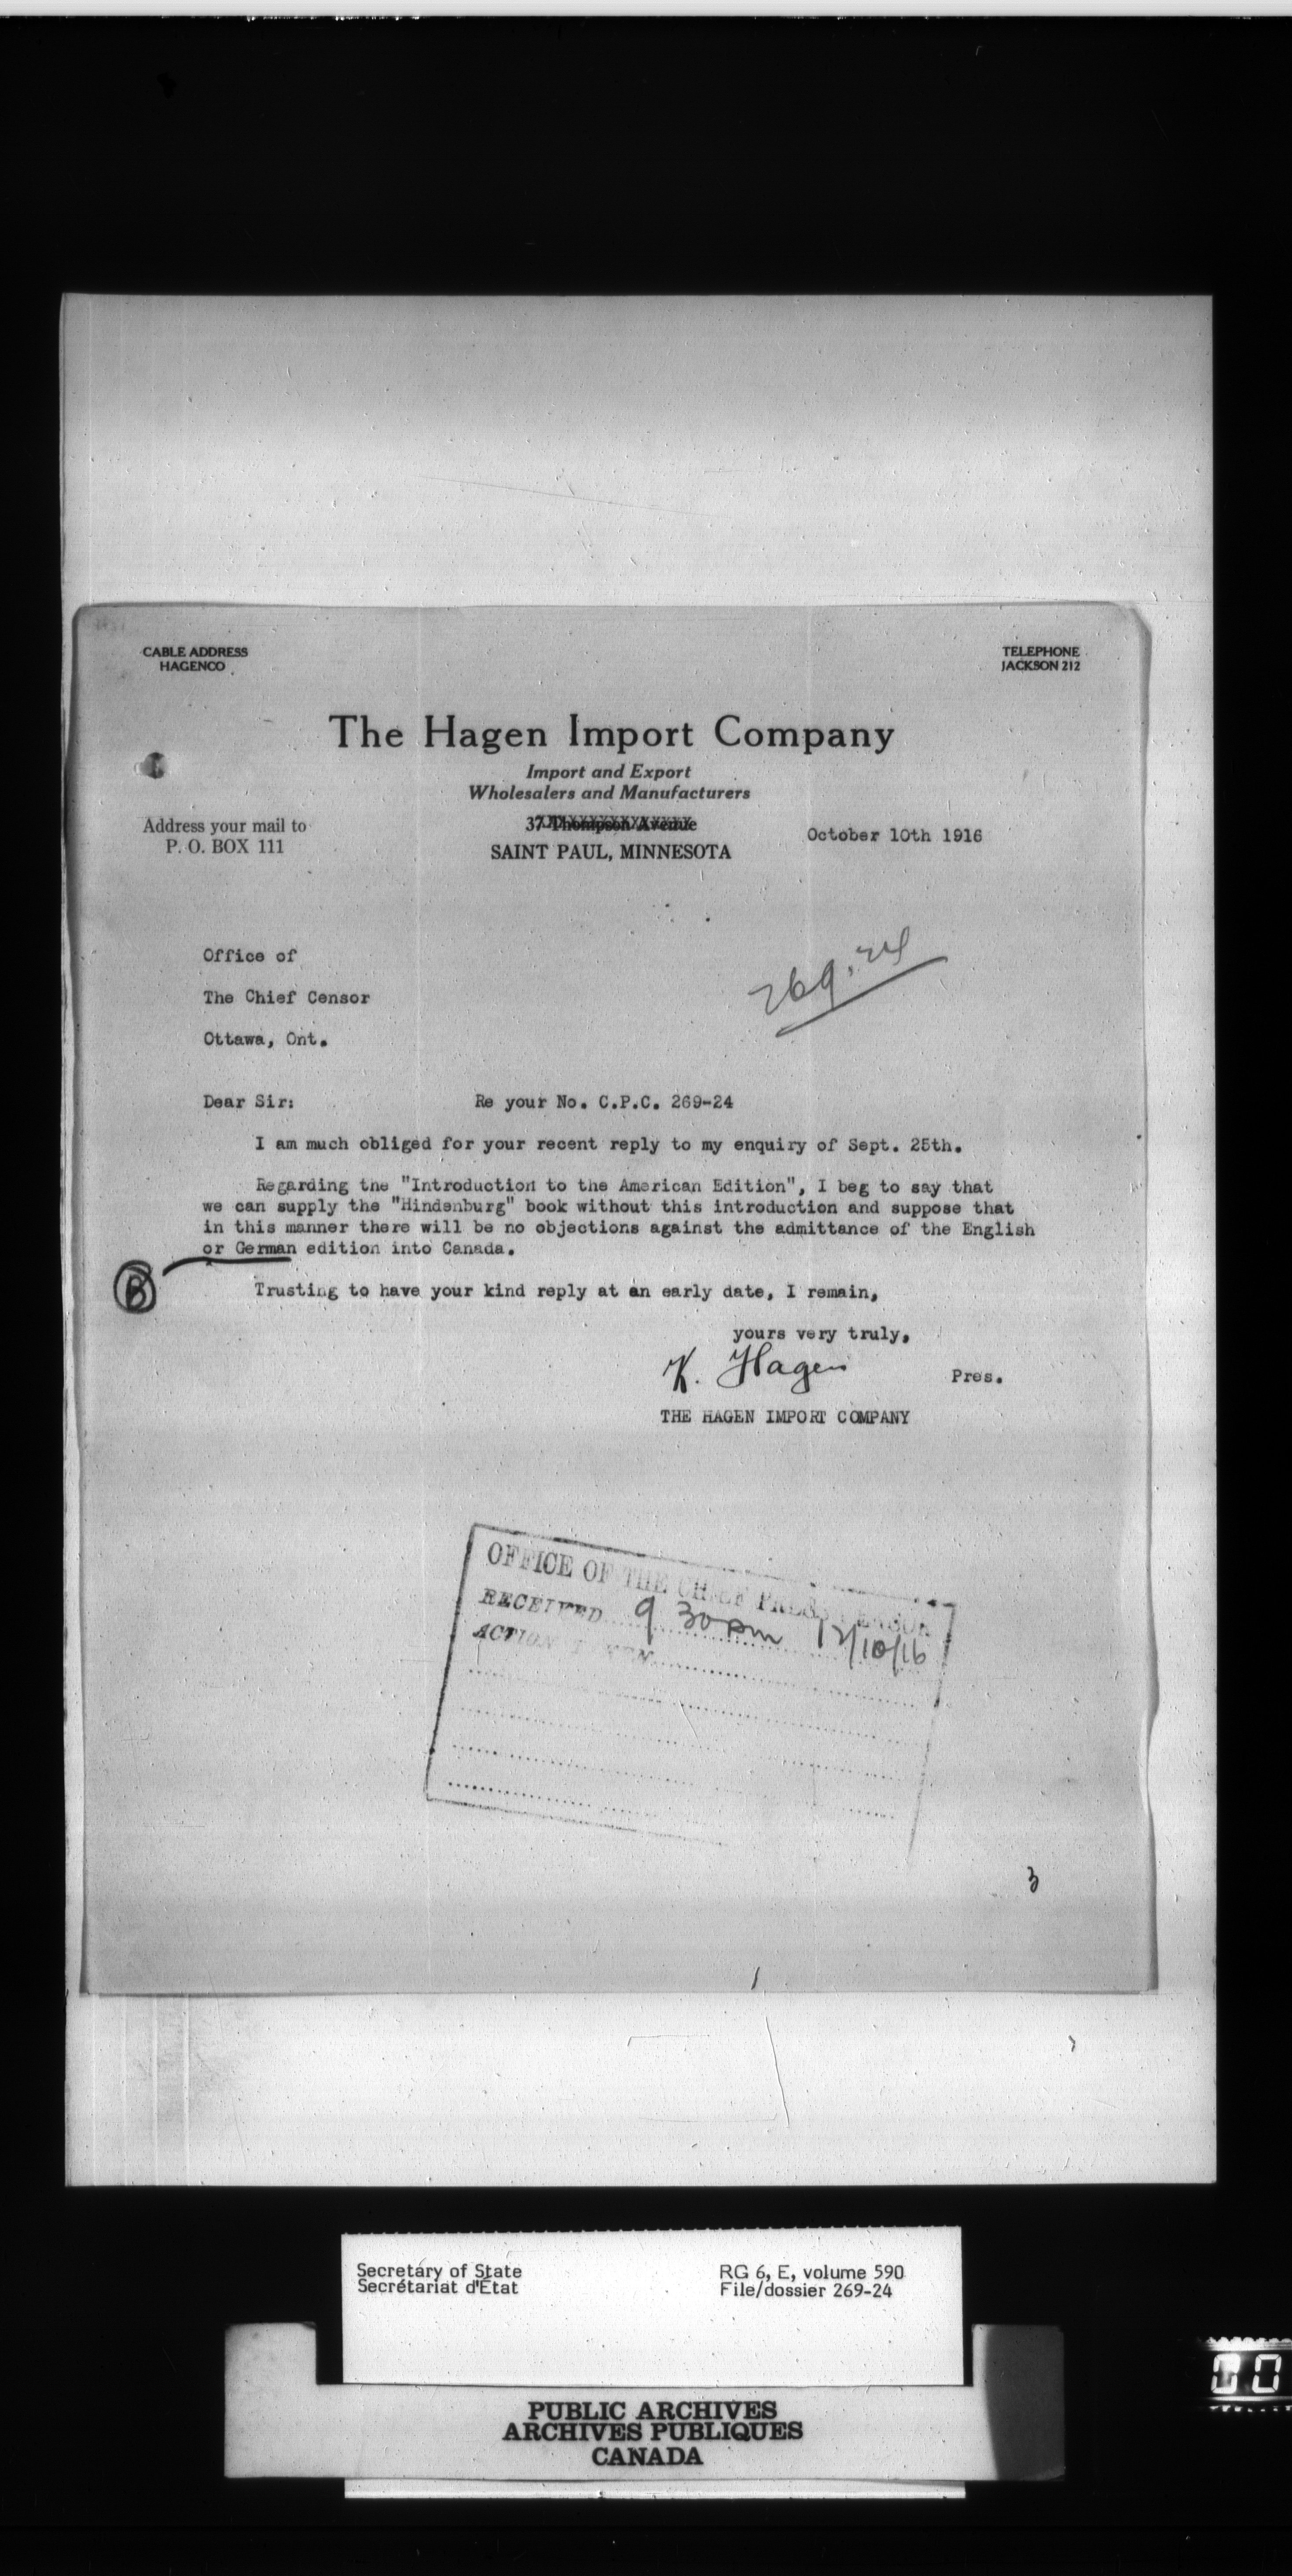 CABLE ADDRESS
HAGENCO
TELEPHONE
JACKSON 212
The Hagen Import Company
Import and Export
Wholesalers and Manufacturers
Address your mail to
P. O. BOX 111
37 Thompson Avenue
SAINT PAUL, MINNESOTA
October 10th 1916
269.24
Office of
The Chief Censor
Ottawa, Ont.
Dear Sir: Re your No. C.P.C. 269-24
I am much obliged for your recent reply to my enquiry of Sept. 25th.
Regarding the "Introduction to the American Edition", I beg to say that
we can supply the "Hindenburg" book without this introduction and suppose that
in this manner there will be no objections against the admittance of the English
or German edition into Canada.
B
Trusting to have your kind reply at an early date, I remain,
yours very truly,
K. Hagen Pres.
THE HAGEN IMPORT COMPANY
OFFICE OF THE CHIEF PRESS CENSOR
RECEIVED 9 30 pm 12/10/16
ACTION TAKEN
3
Secretary of State
Secrétariat d'État
RG 6, E, volume 590
File/dossier 269-24
PUBLIC ARCHIVES
ARCHIVES PUBLIQUES
CANADA
00